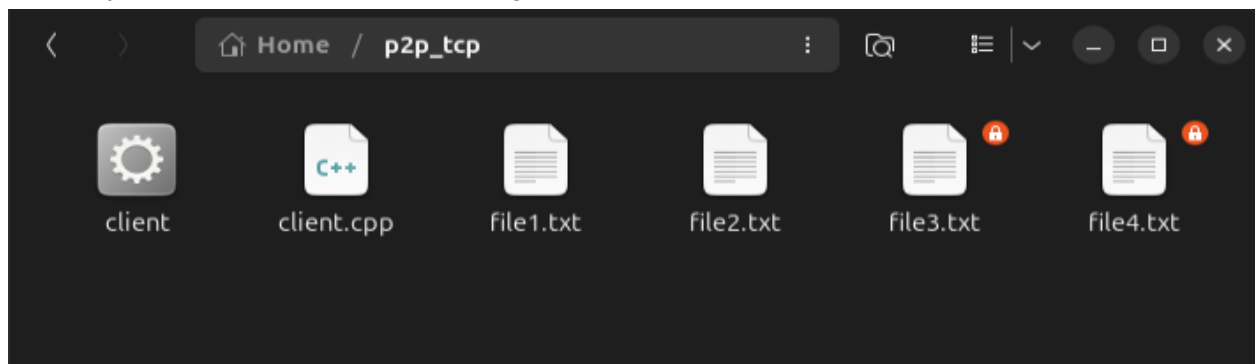 Home / p2p_tcp
C++
client client.cpp file1.txt file2.txt file3.txt file4.txt